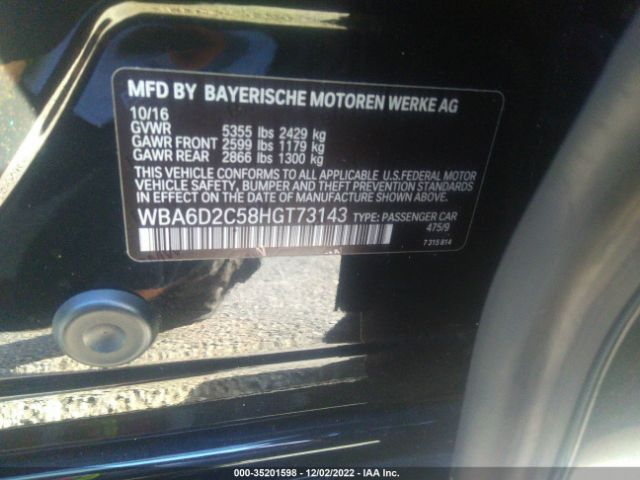 MFD BY BAYERISCHE MOTOREN WERKE AG
10/16
GVWR 5355 lbs 2429 kg
GAWR FRONT 2599 lbs 1179 kg
GAWR REAR 2866 lbs 1300 kg
THIS VEHICLE CONFORMS TO ALL APPLICABLE U.S.FEDERAL MOTOR
VEHICLE SAFETY, BUMPER AND THEFT PREVENTION STANDARDS
IN EFFECT ON THE DATE OF MANUFACTURE SHOWN ABOVE.
WBA6D2C58HGT73143 TYPE: PASSENGER CAR
475/9
7 315 814
000-35201598 - 12/02/2022 - IAA Inc.